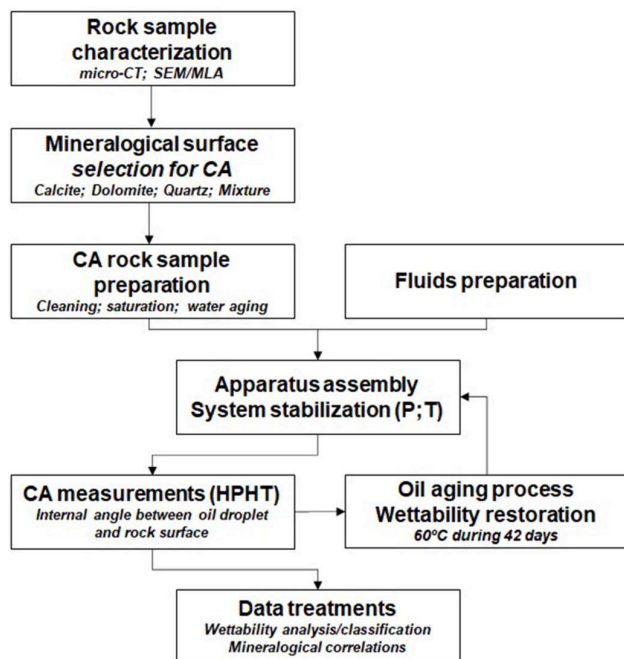 Rock sample
characterization
micro-CT; SEM/MLA
Mineralogical surface
selection for CA
Calcite; Dolomite; Quartz; Mixture
CA rock sample
preparation
Cleaning; saturation; water aging
Fluids preparation
Apparatus assembly
System stabilization (P; T)
CA measurements (HPHT)
Internal angle between oil droplet
and rock surface
Oil aging process
Wettability restoration
60ºC during 42 days
Data treatments
Wettability analysis/classification
Mineralogical correlations